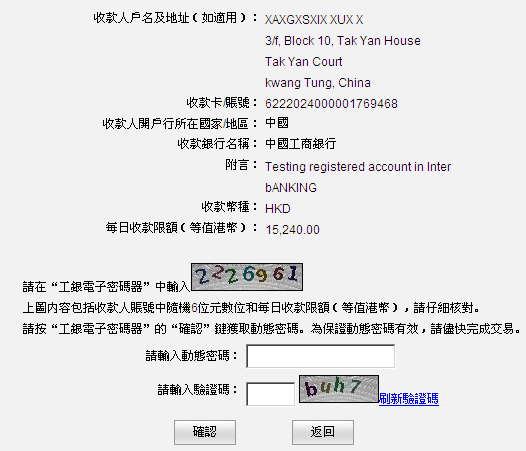 收款人戶名及地址（如適用）： XAXGXSXIX XUX X
3/f, Block 10, Tak Yan House
Tak Yan Court
kwang Tung, China
收款卡/賬號： 6222024000001769468
收款人開戶行所在國家/地區： 中國
收款銀行名稱： 中國工商銀行
附言： Testing registered account in Inter
bANKING
收款幣種： HKD
每日收款限額（等值港幣）： 15,240.00
請在“工銀電子密碼器”中輸入 2226961
上圖內容包括收款人賬號中隨機6位元數位和每日收款限額（等值港幣），請仔細核對。
請按“工銀電子密碼器”的“確認”鍵獲取動態密碼。為保證動態密碼有效，請儘快完成交易。
請輸入動態密碼：
請輸入驗證碼： buh7 刷新驗證碼
確認 返回